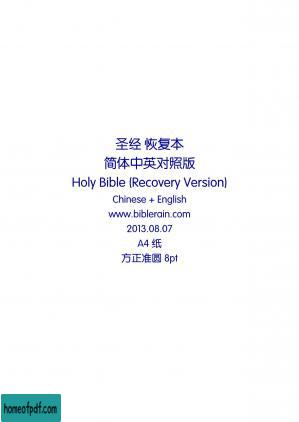 圣经 恢复本
简体中英对照版
Holy Bible (Recovery Version)
Chinese + English
www.biblerain.com
2013.08.07
A4 纸
方正准圆 8pt
homeofpdf.com